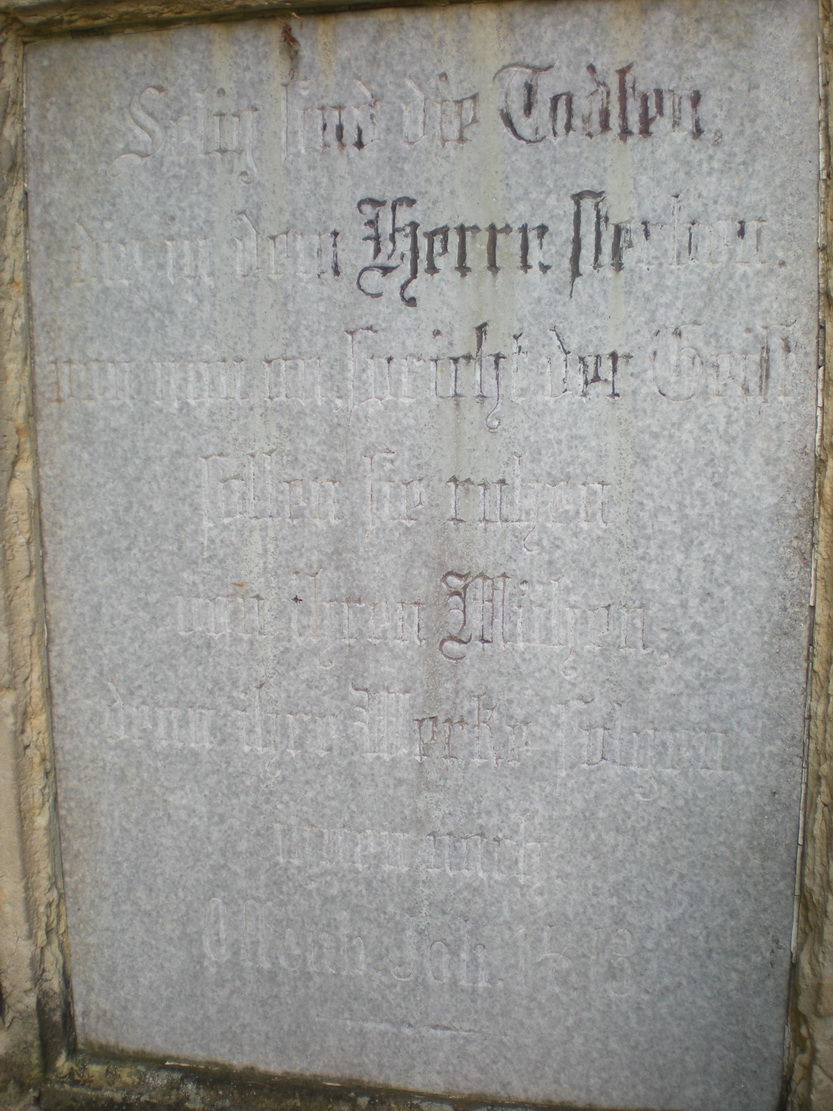 Selig sind die Todten,
die in dem Herrn sterben.
von nun an, spricht der Geist
sollen sie ruhen
von ihren Mühen,
denn ihre Werke folgen
ihnen nach.
Offenb. Joh. 14. 13.